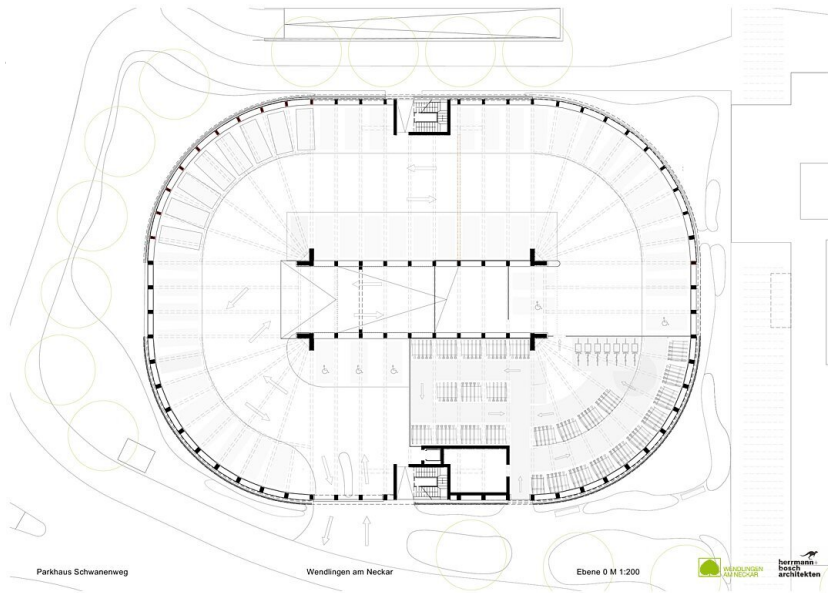 Parkhaus Schwanenweg
Wendlingen am Neckar
Ebene 0 M 1:200
WENDLINGEN
AM NECKAR
herrmann+
bosch
architekten